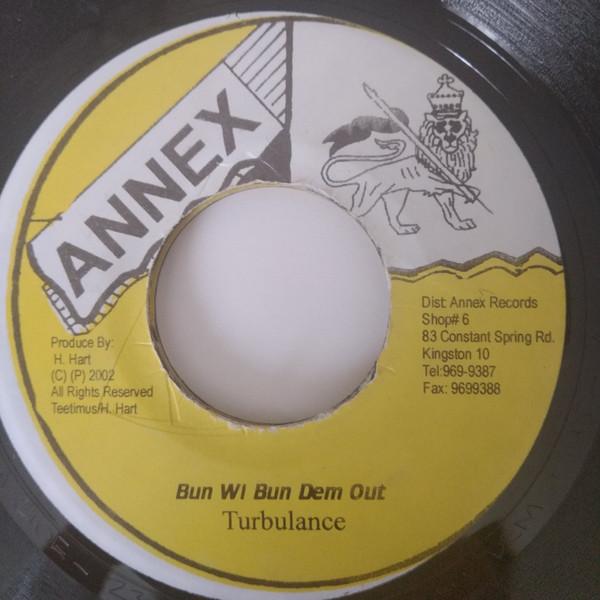 ANNEX
Produce By:
H. Hart
(C) (P) 2002
All Rights Reserved
Teetimus/H. Hart
Dist: Annex Records
Shop# 6
83 Constant Spring Rd.
Kingston 10
Tel:969-9387
Fax: 9699388
Bun Wi Bun Dem Out
Turbulance